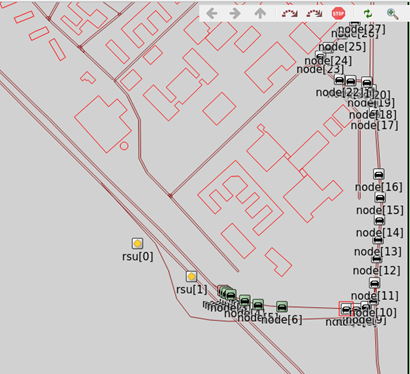 STOP
node[27]
node[25]
node[24]
node[23]
node[22]
node[19]
node[18]
node[17]
node[16]
node[15]
node[14]
node[13]
node[12]
node[11]
node[10]
rsu[0]
rsu[1]
node[6]